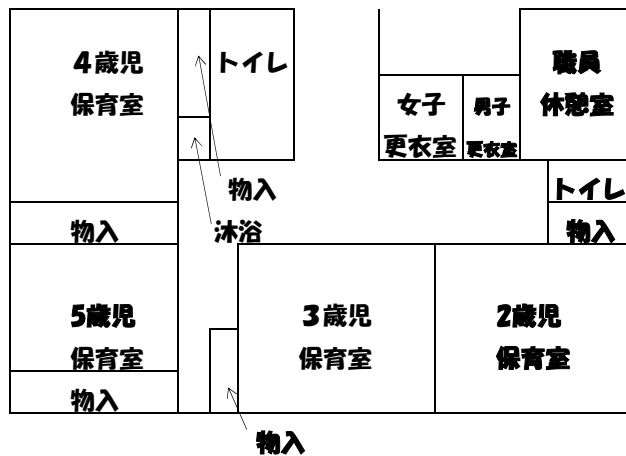 4歳児
保育室
トイレ
女子
更衣室
男子
更衣室
職員
休憩室
物入
沐浴
トイレ
物入
物入
5歳児
保育室
物入
3歳児
保育室
2歳児
保育室
物入